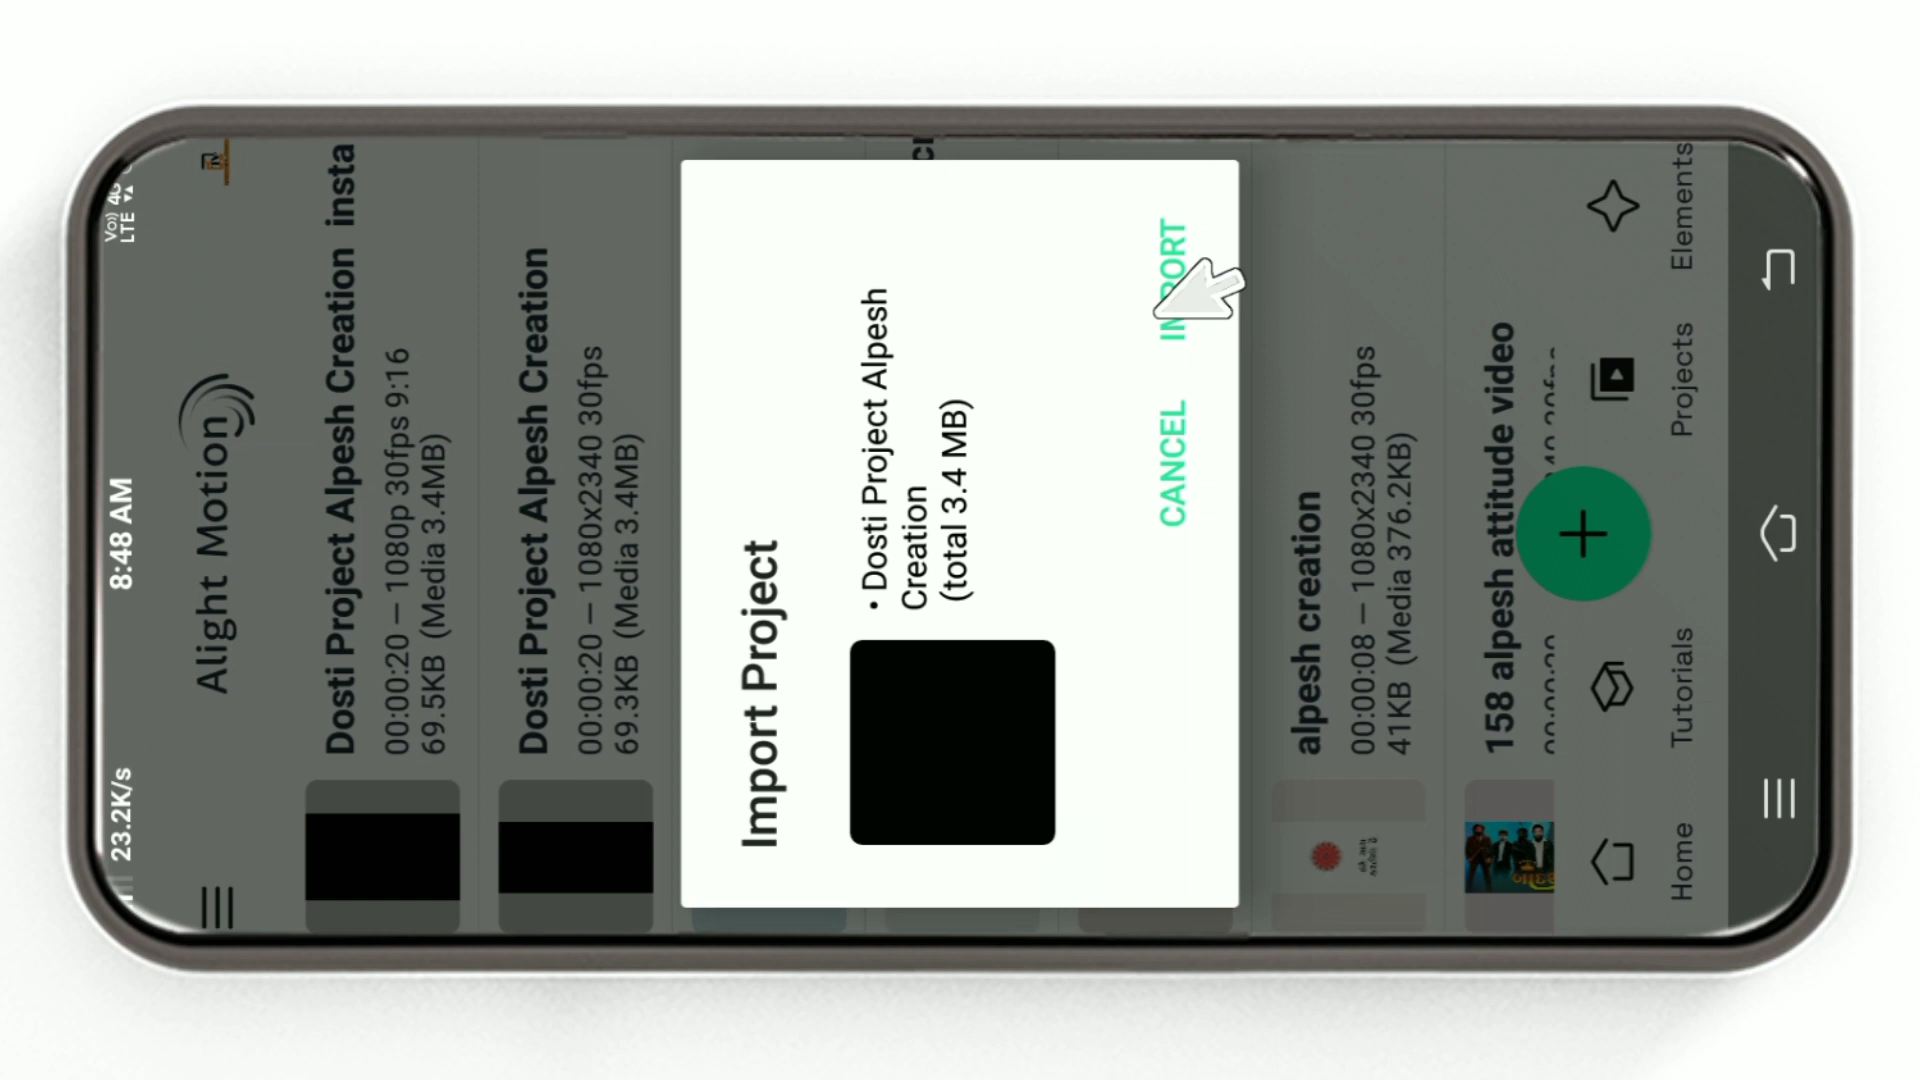 23.2K/s
8:48 AM
Vo)) 4G
LTE
Alight Motion
Dosti Project Alpesh Creation insta
00:00:20 – 1080p 30fps 9:16
69.5KB (Media 3.4MB)
Dosti Project Alpesh Creation
00:00:20 – 1080x2340 30fps
69.3KB (Media 3.4MB)
Import Project
• Dosti Project Alpesh
Creation
(total 3.4 MB)
CANCEL IMPORT
alpesh creation
00:00:08 – 1080x2340 30fps
41KB (Media 376.2KB)
158 alpesh attitude video
Home
Tutorials
Projects
Elements